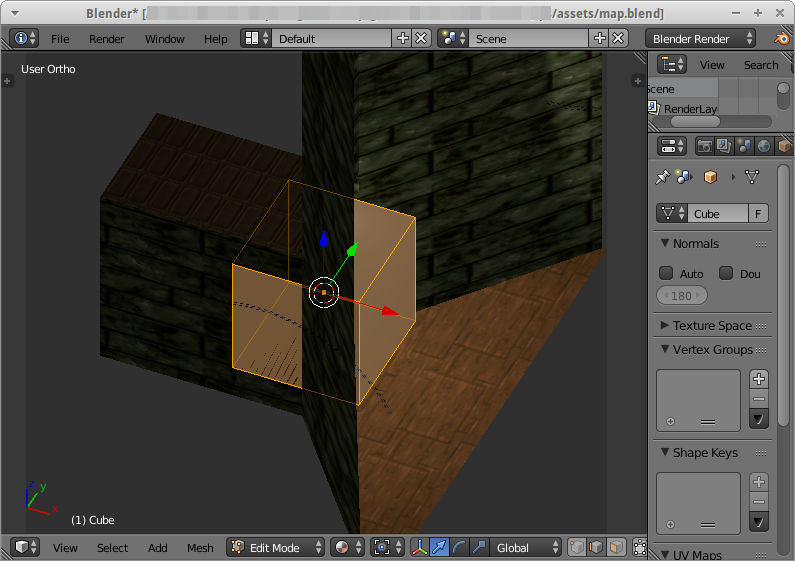 Blender* [ /assets/map.blend]
File Render Window Help Default Scene Blender Render
User Ortho
View Search
Scene
RenderLay
Cube F
Normals
Auto Dou
180
Texture Space
Vertex Groups
Shape Keys
UV Maps
z y x
(1) Cube
View Select Add Mesh Edit Mode Global